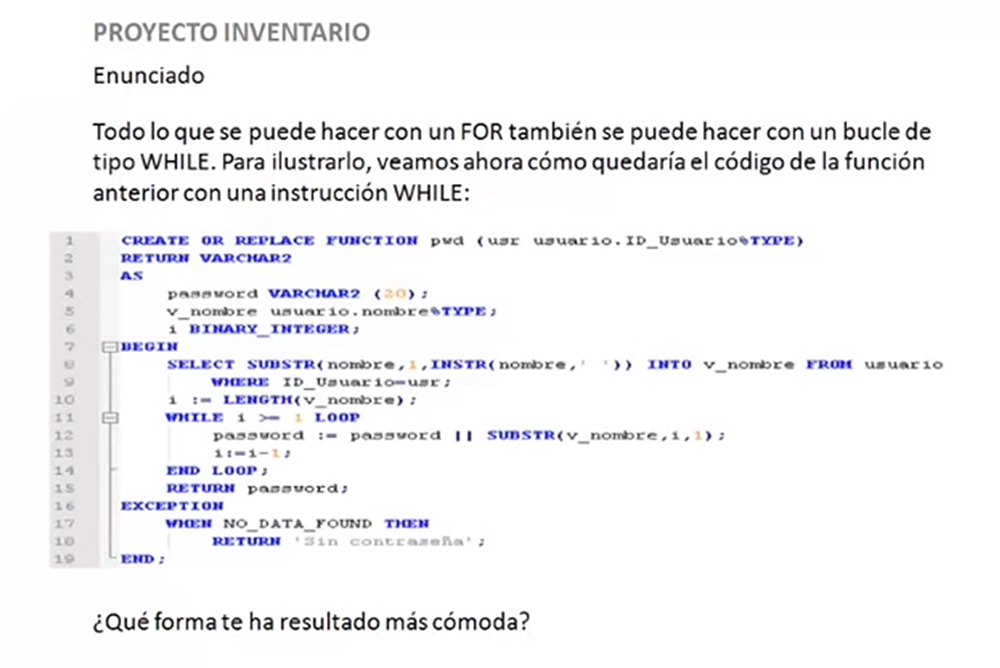 PROYECTO INVENTARIO
Enunciado
Todo lo que se puede hacer con un FOR también se puede hacer con un bucle de
tipo WHILE. Para ilustrarlo, veamos ahora cómo quedaría el código de la función
anterior con una instrucción WHILE:
1 CREATE OR REPLACE FUNCTION pwd (usr usuario.ID_Usuario%TYPE)
2 RETURN VARCHAR2
3 AS
4 password VARCHAR2 (20);
5 v_nombre usuario.nombre%TYPE;
6 i BINARY_INTEGER;
7 BEGIN
8 SELECT SUBSTR(nombre,1,INSTR(nombre,' ')) INTO v_nombre FROM usuario
9 WHERE ID_Usuario=usr;
10 i := LENGTH(v_nombre);
11 WHILE i >= 1 LOOP
12 password := password || SUBSTR(v_nombre,i,1);
13 i:=i-1;
14 END LOOP;
15 RETURN password;
16 EXCEPTION
17 WHEN NO_DATA_FOUND THEN
18 RETURN 'Sin contraseña';
19 END;
¿Qué forma te ha resultado más cómoda?